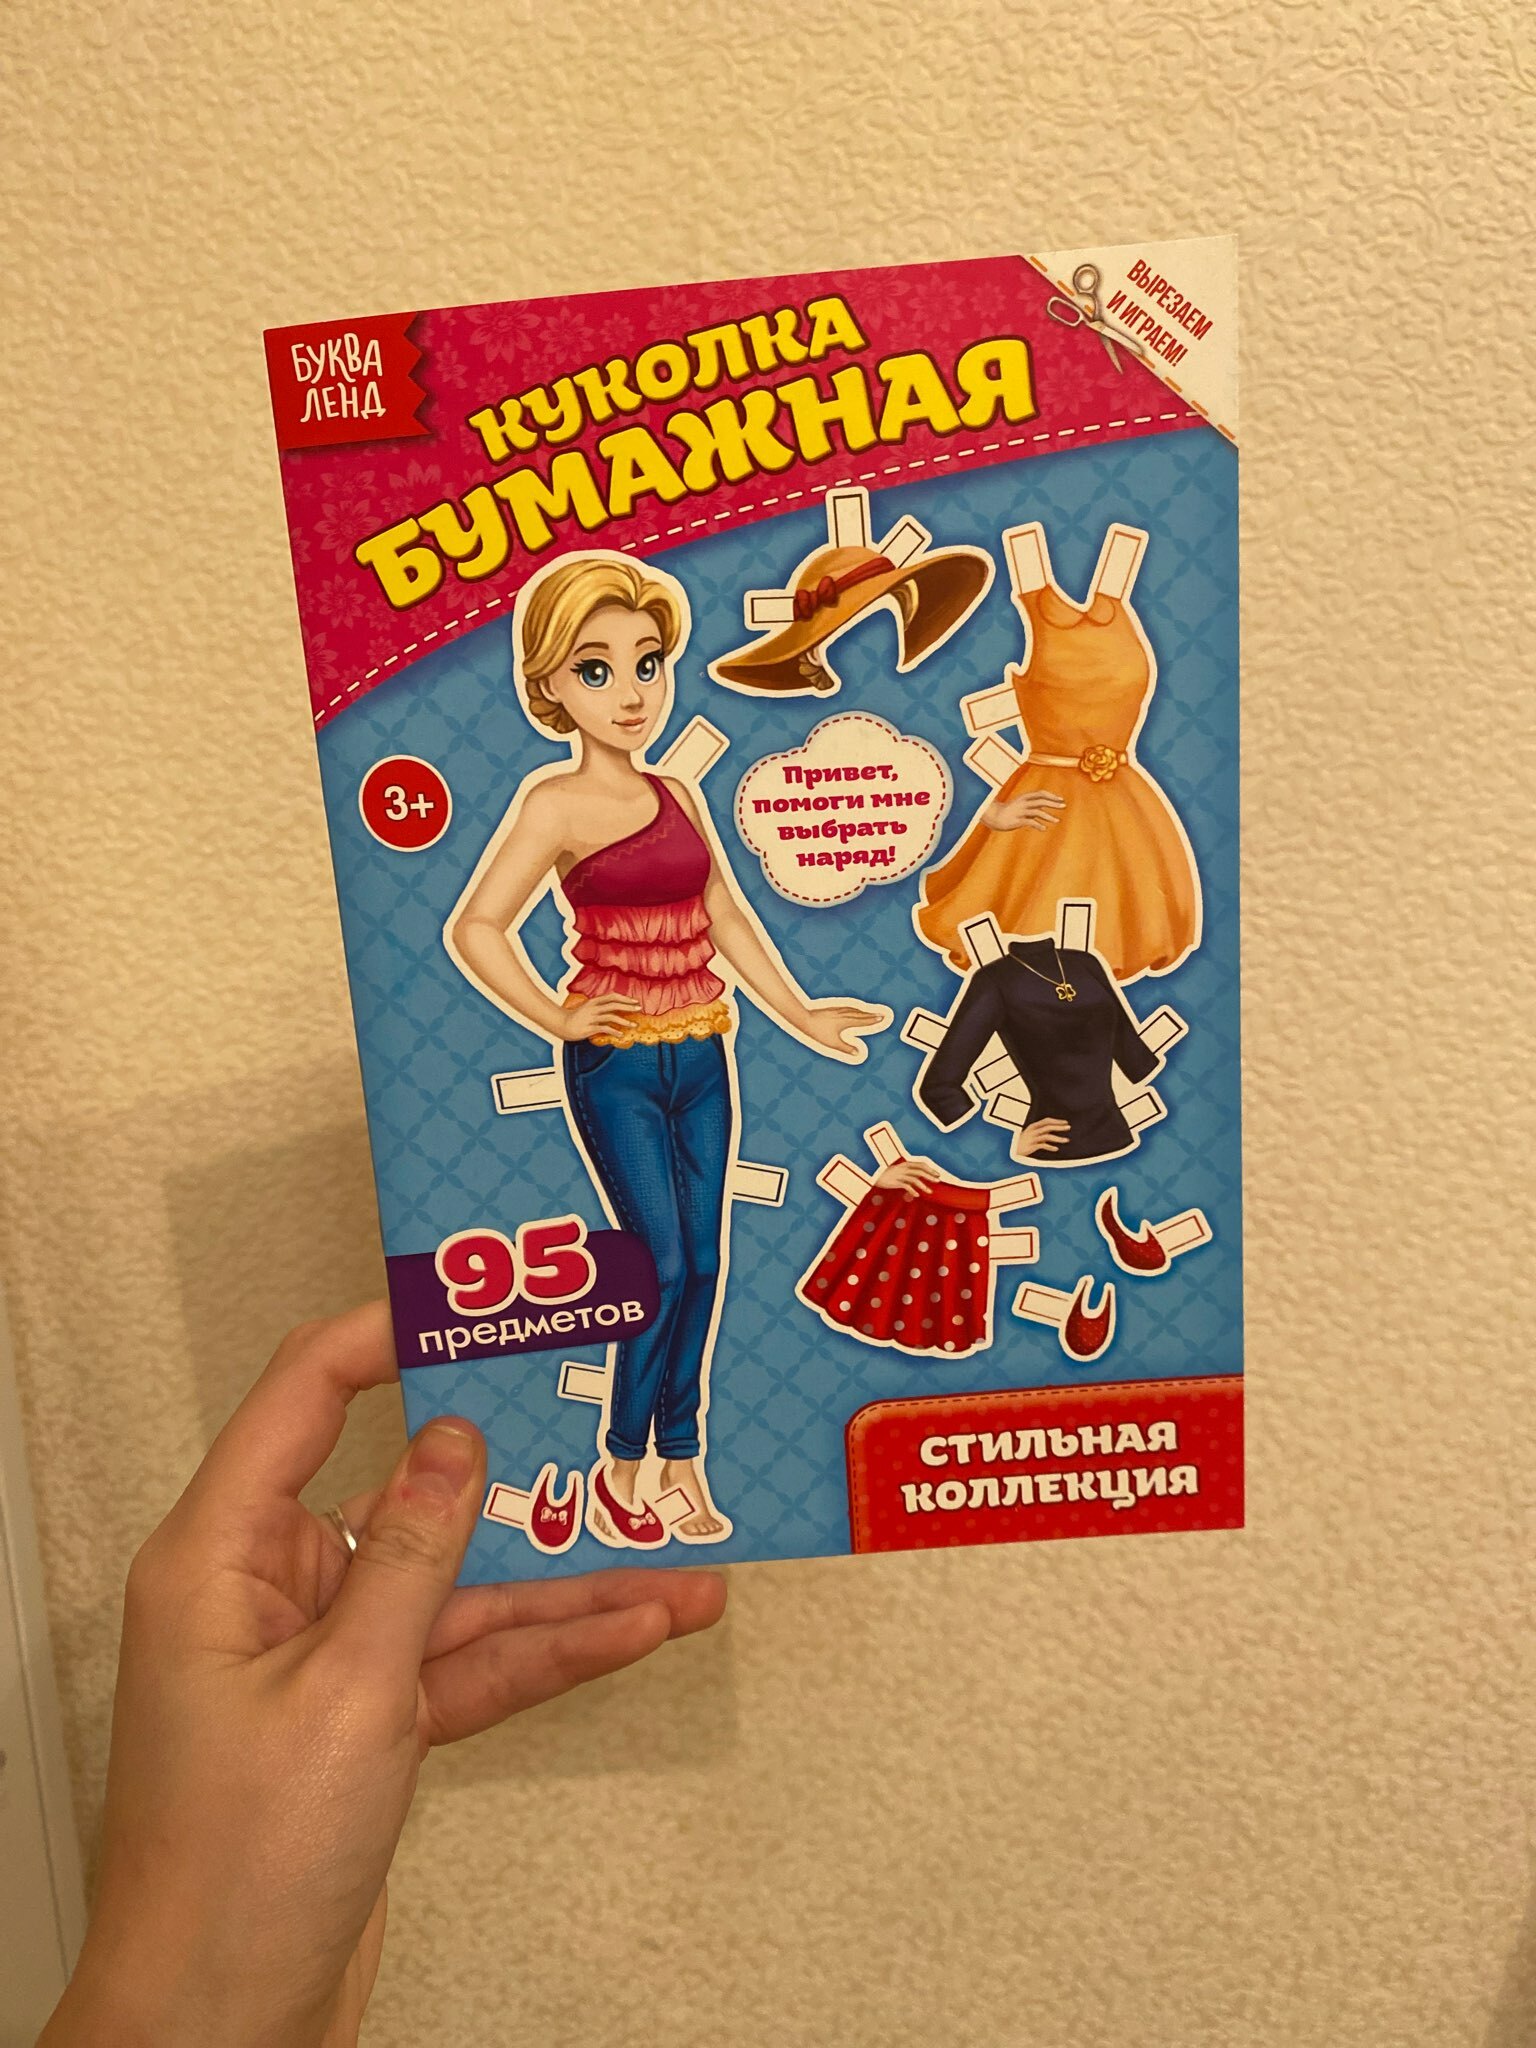 БУКВА
ЛЕНД
КУКОЛКА
БУМАЖНАЯ
ВЫРЕЗАЕМ
И ИГРАЕМ!
3+
Привет,
помоги мне
выбрать
наряд!
95
предметов
СТИЛЬНАЯ
КОЛЛЕКЦИЯ